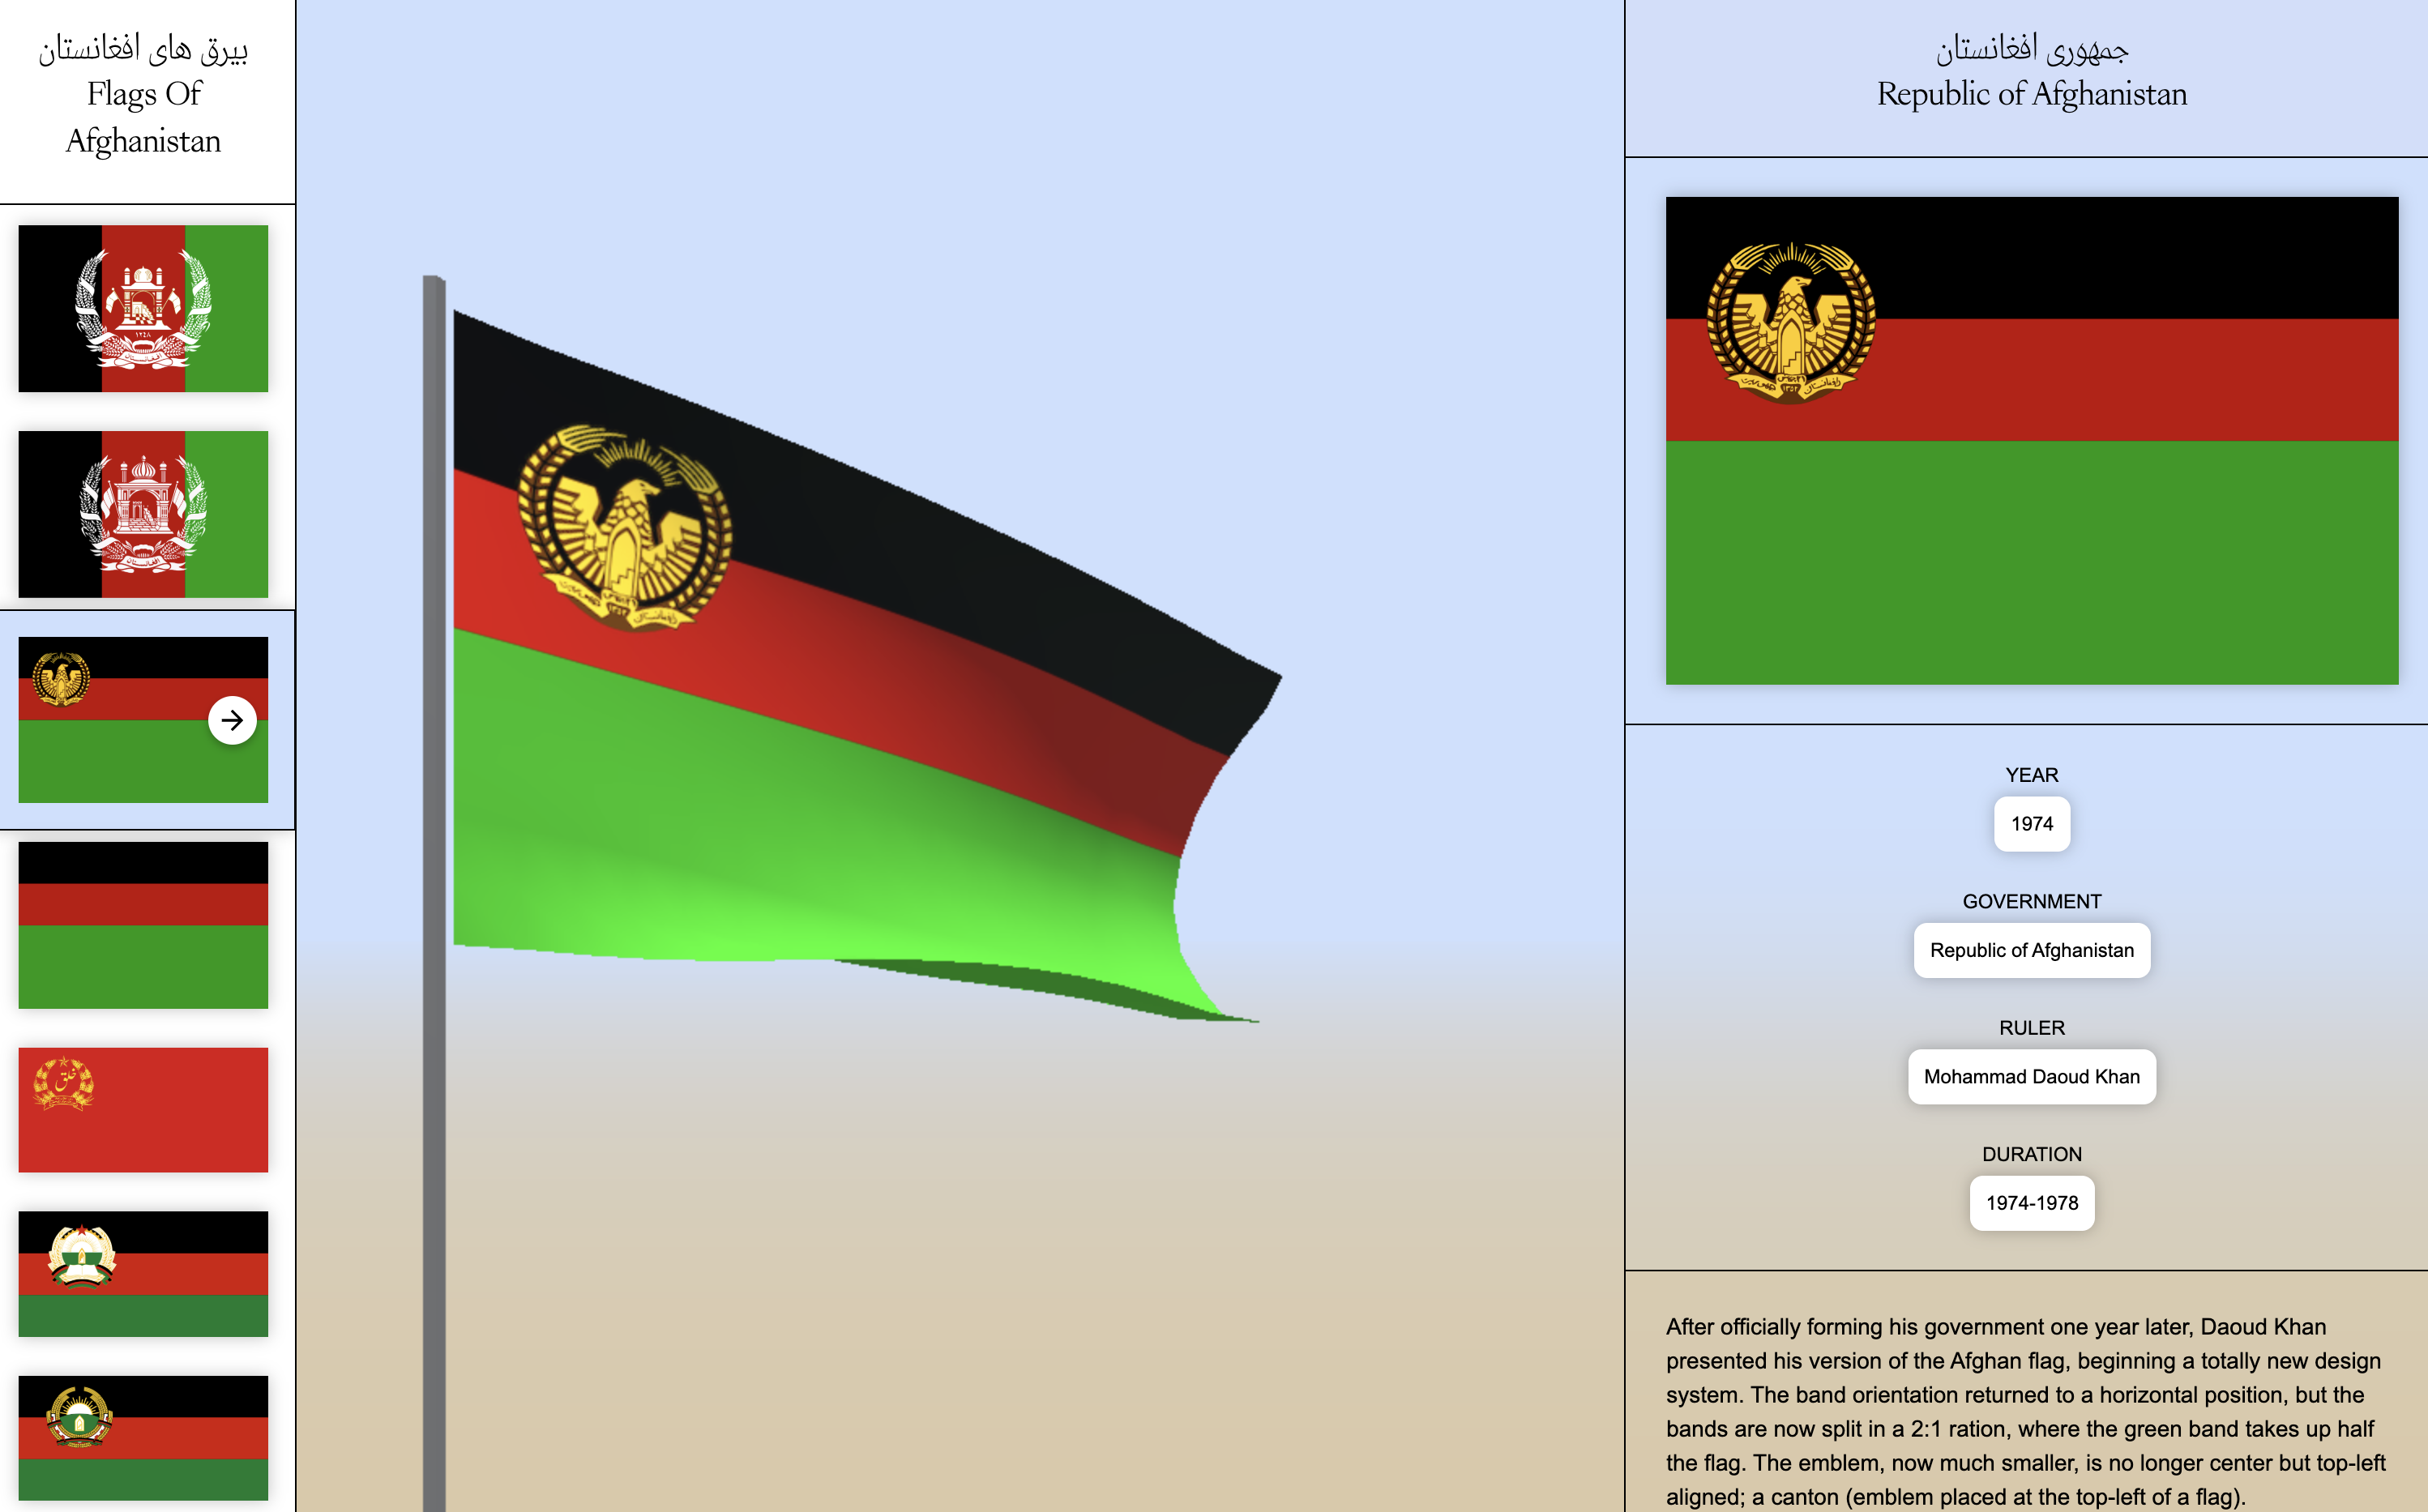 بیرق های افغانستان
Flags Of
Afghanistan
جمهوری افغانستان
Republic of Afghanistan
YEAR
1974
GOVERNMENT
Republic of Afghanistan
RULER
Mohammad Daoud Khan
DURATION
1974-1978
After officially forming his government one year later, Daoud Khan
presented his version of the Afghan flag, beginning a totally new design
system. The band orientation returned to a horizontal position, but the
bands are now split in a 2:1 ration, where the green band takes up half
the flag. The emblem, now much smaller, is no longer center but top-left
aligned; a canton (emblem placed at the top-left of a flag).